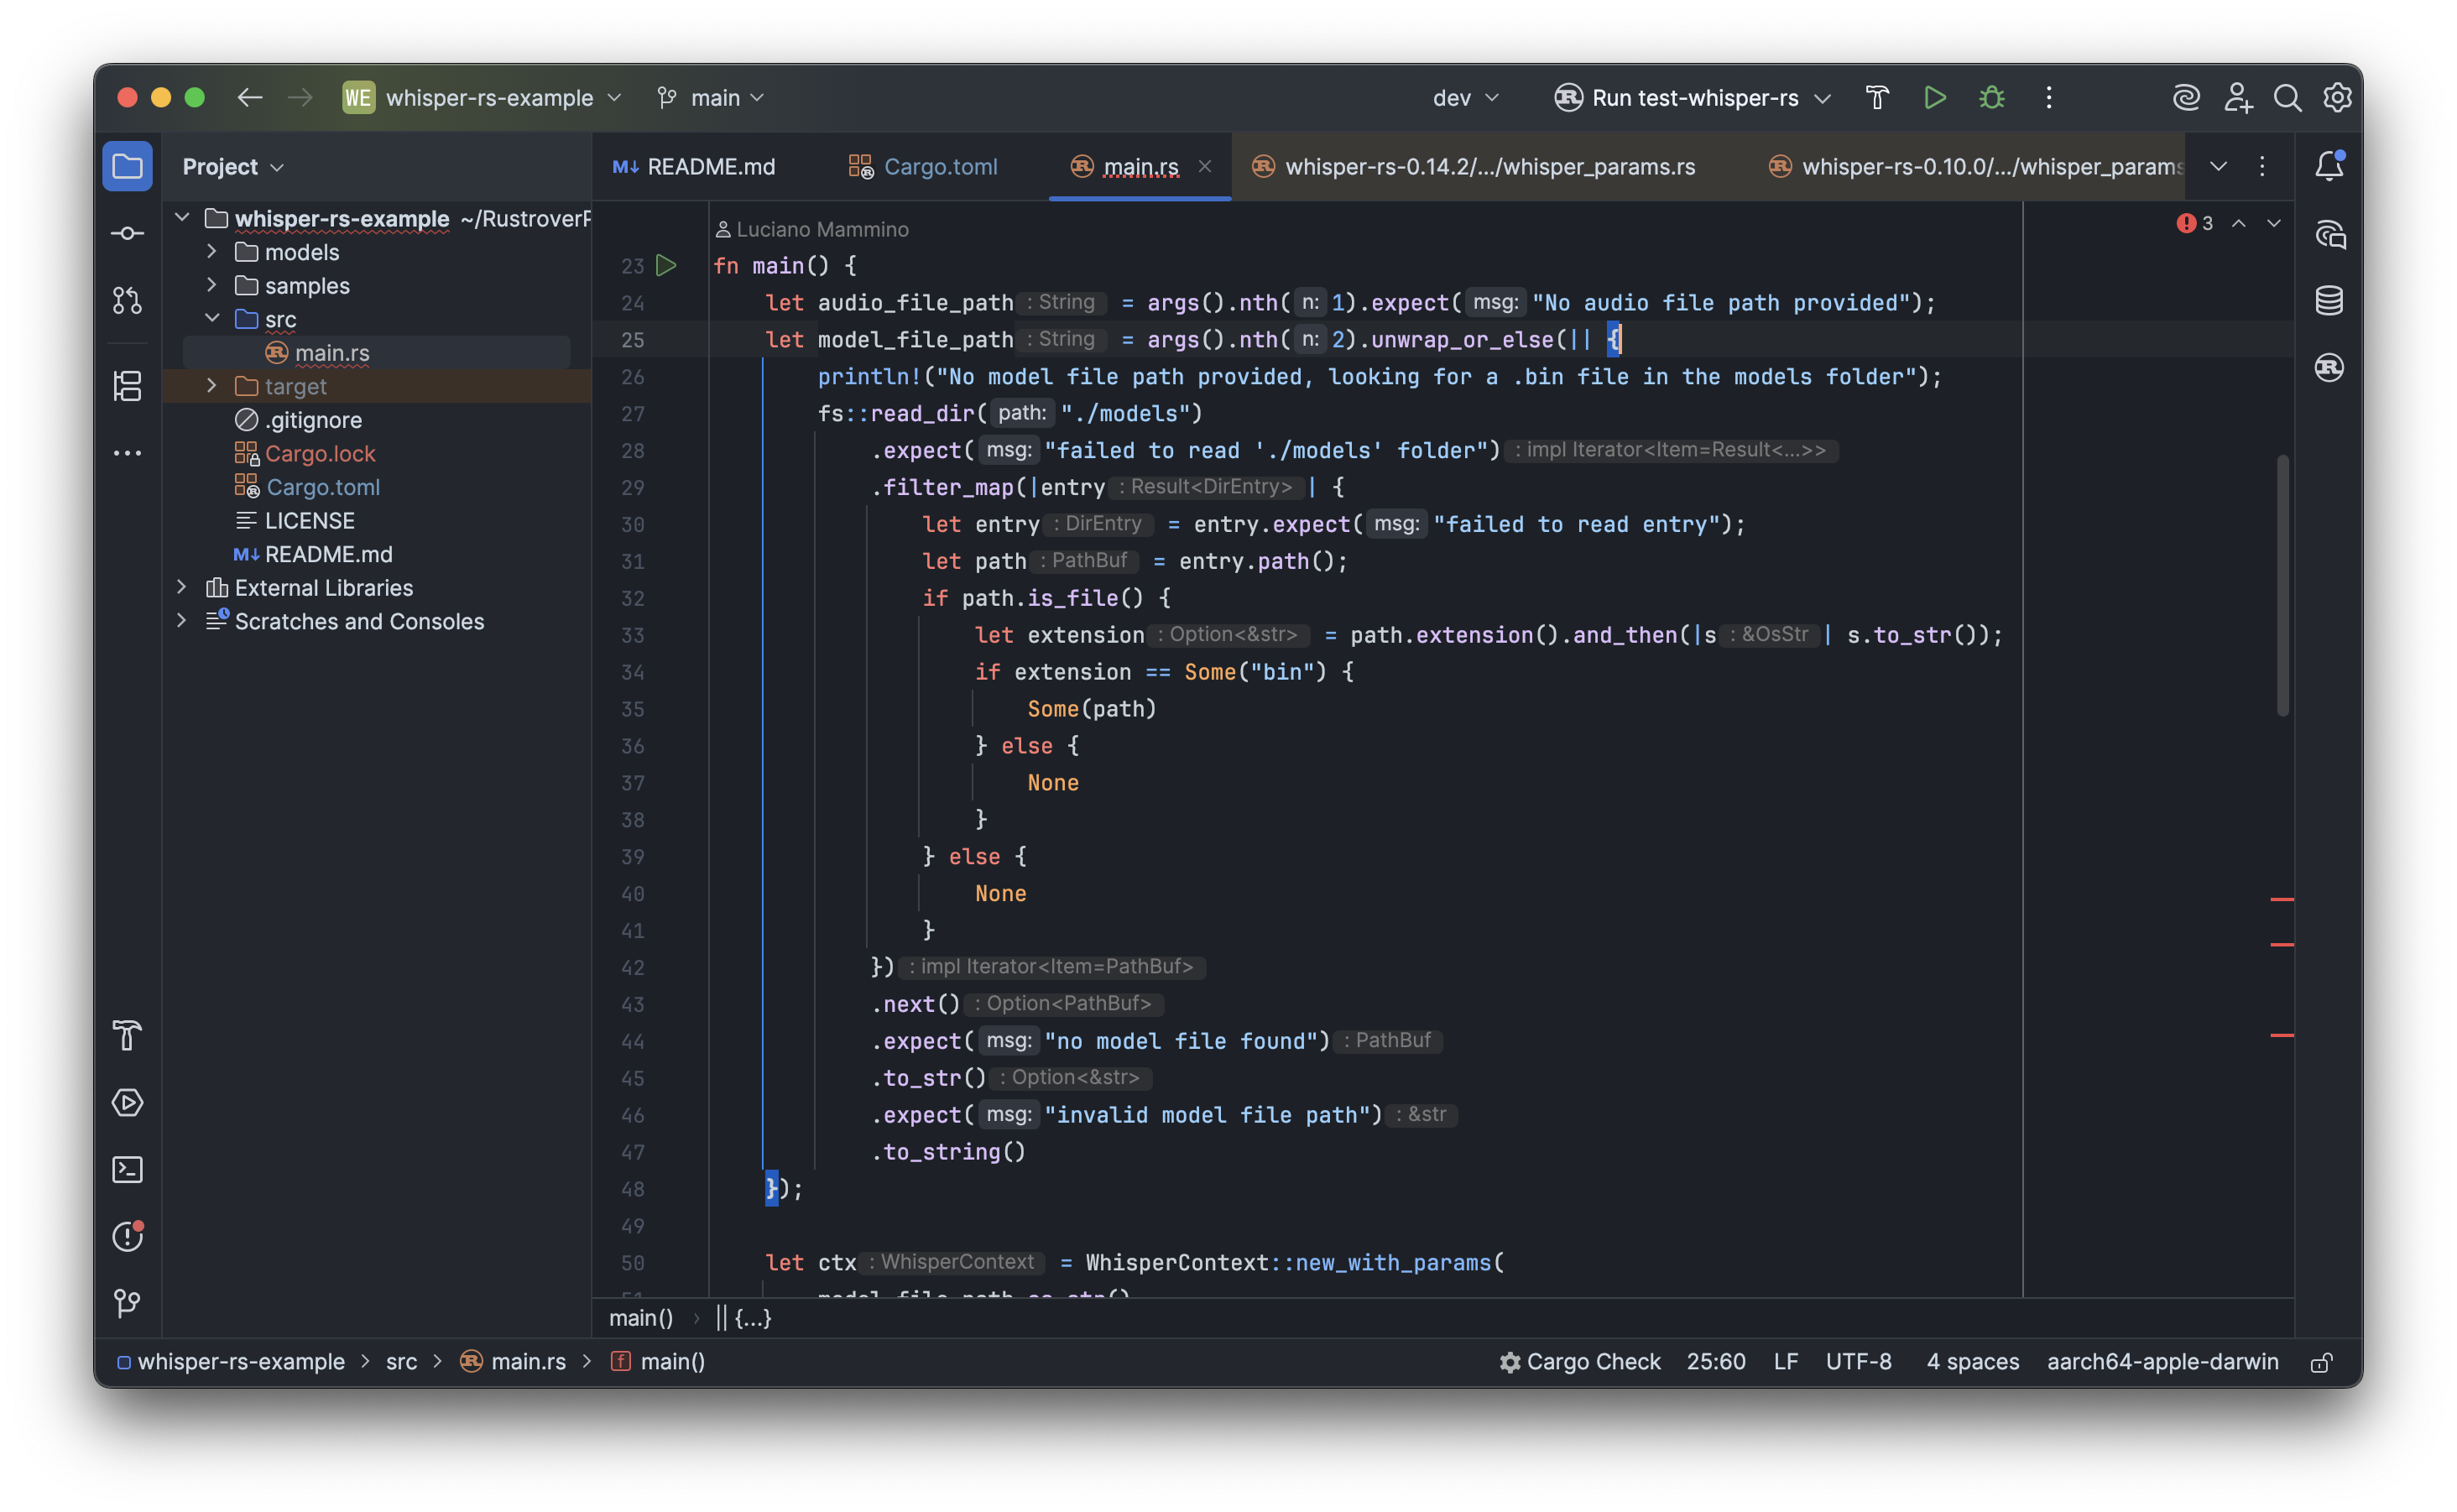 WE whisper-rs-example main dev Run test-whisper-rs
Project
README.md Cargo.toml main.rs whisper-rs-0.14.2/.../whisper_params.rs whisper-rs-0.10.0/.../whisper_params
whisper-rs-example ~/RustroverP
models
samples
src
main.rs
target
.gitignore
Cargo.lock
Cargo.toml
LICENSE
README.md
External Libraries
Scratches and Consoles
3
Luciano Mammino
23 fn main() {
24 let audio_file_path : String = args().nth( n: 1).expect( msg: "No audio file path provided");
25 let model_file_path : String = args().nth( n: 2).unwrap_or_else(|| {
26 println!("No model file path provided, looking for a .bin file in the models folder");
27 fs::read_dir( path: "./models")
28 .expect( msg: "failed to read './models' folder") : impl Iterator<Item=Result<...>>
29 .filter_map(|entry : Result<DirEntry> | {
30 let entry : DirEntry = entry.expect( msg: "failed to read entry");
31 let path : PathBuf = entry.path();
32 if path.is_file() {
33 let extension : Option<&str> = path.extension().and_then(|s : &OsStr | s.to_str());
34 if extension == Some("bin") {
35 Some(path)
36 } else {
37 None
38 }
39 } else {
40 None
41 }
42 }) : impl Iterator<Item=PathBuf>
43 .next() : Option<PathBuf>
44 .expect( msg: "no model file found") : PathBuf
45 .to_str() : Option<&str>
46 .expect( msg: "invalid model file path") : &str
47 .to_string()
48 });
49
50 let ctx : WhisperContext = WhisperContext::new_with_params(
main() › || {...}
whisper-rs-example > src > main.rs > main() Cargo Check 25:60 LF UTF-8 4 spaces aarch64-apple-darwin